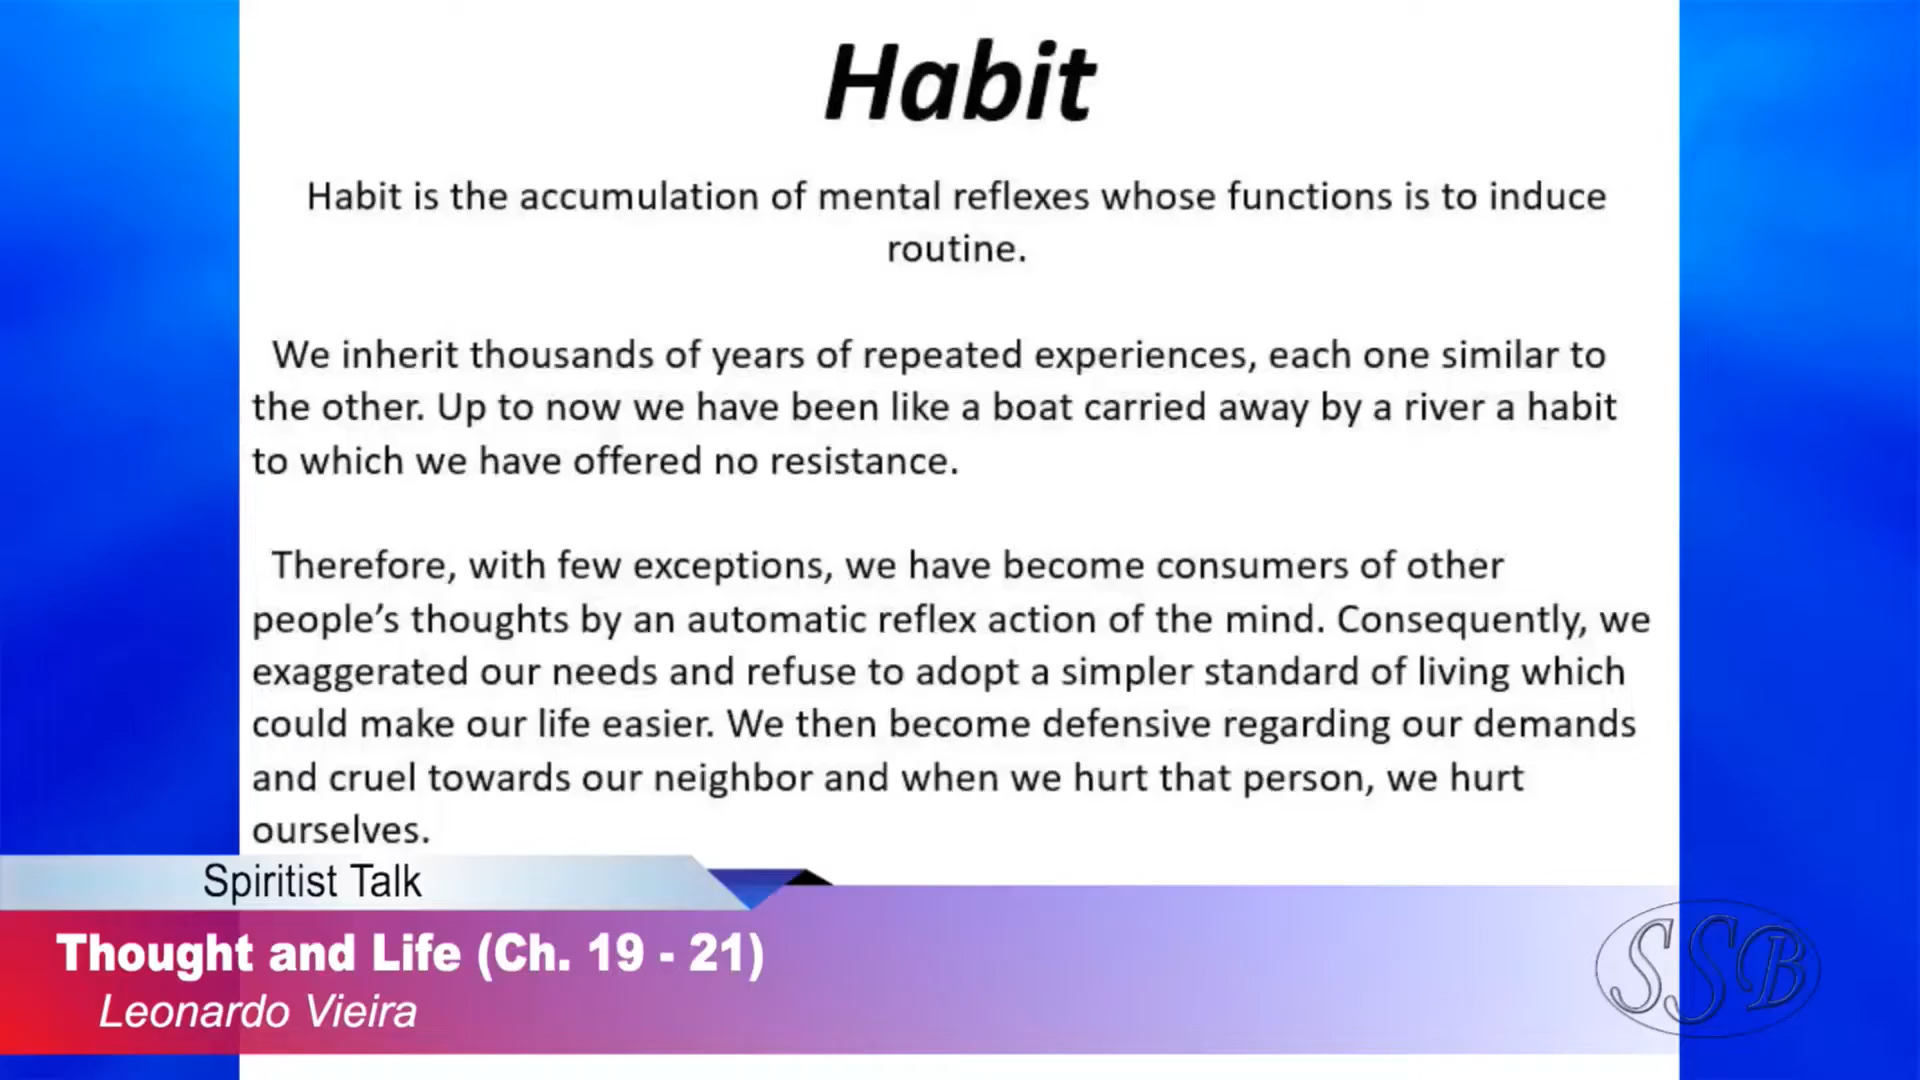 Habit
Habit is the accumulation of mental reflexes whose functions is to induce
routine.
We inherit thousands of years of repeated experiences, each one similar to
the other. Up to now we have been like a boat carried away by a river a habit
to which we have offered no resistance.
Therefore, with few exceptions, we have become consumers of other
people’s thoughts by an automatic reflex action of the mind. Consequently, we
exaggerated our needs and refuse to adopt a simpler standard of living which
could make our life easier. We then become defensive regarding our demands
and cruel towards our neighbor and when we hurt that person, we hurt
ourselves.
Spiritist Talk
Thought and Life (Ch. 19 - 21)
Leonardo Vieira
SSB